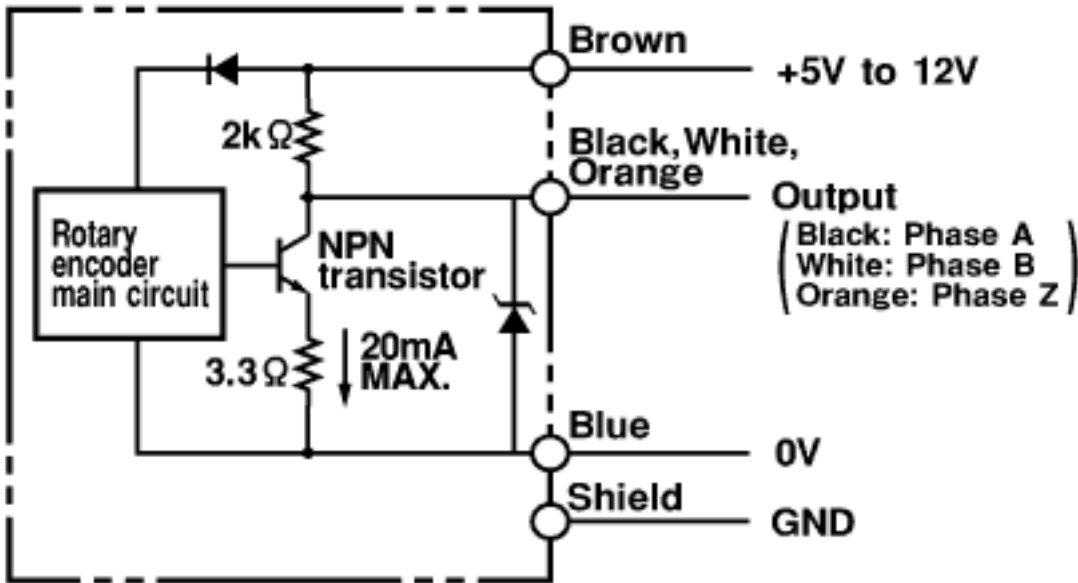 Brown
+5V to 12V
2kΩ
Black, White,
Orange
Output
Black: Phase A
White: Phase B
Orange: Phase Z
Rotary
encoder
main circuit
NPN
transistor
3.3Ω
20mA
MAX.
Blue
0V
Shield
GND